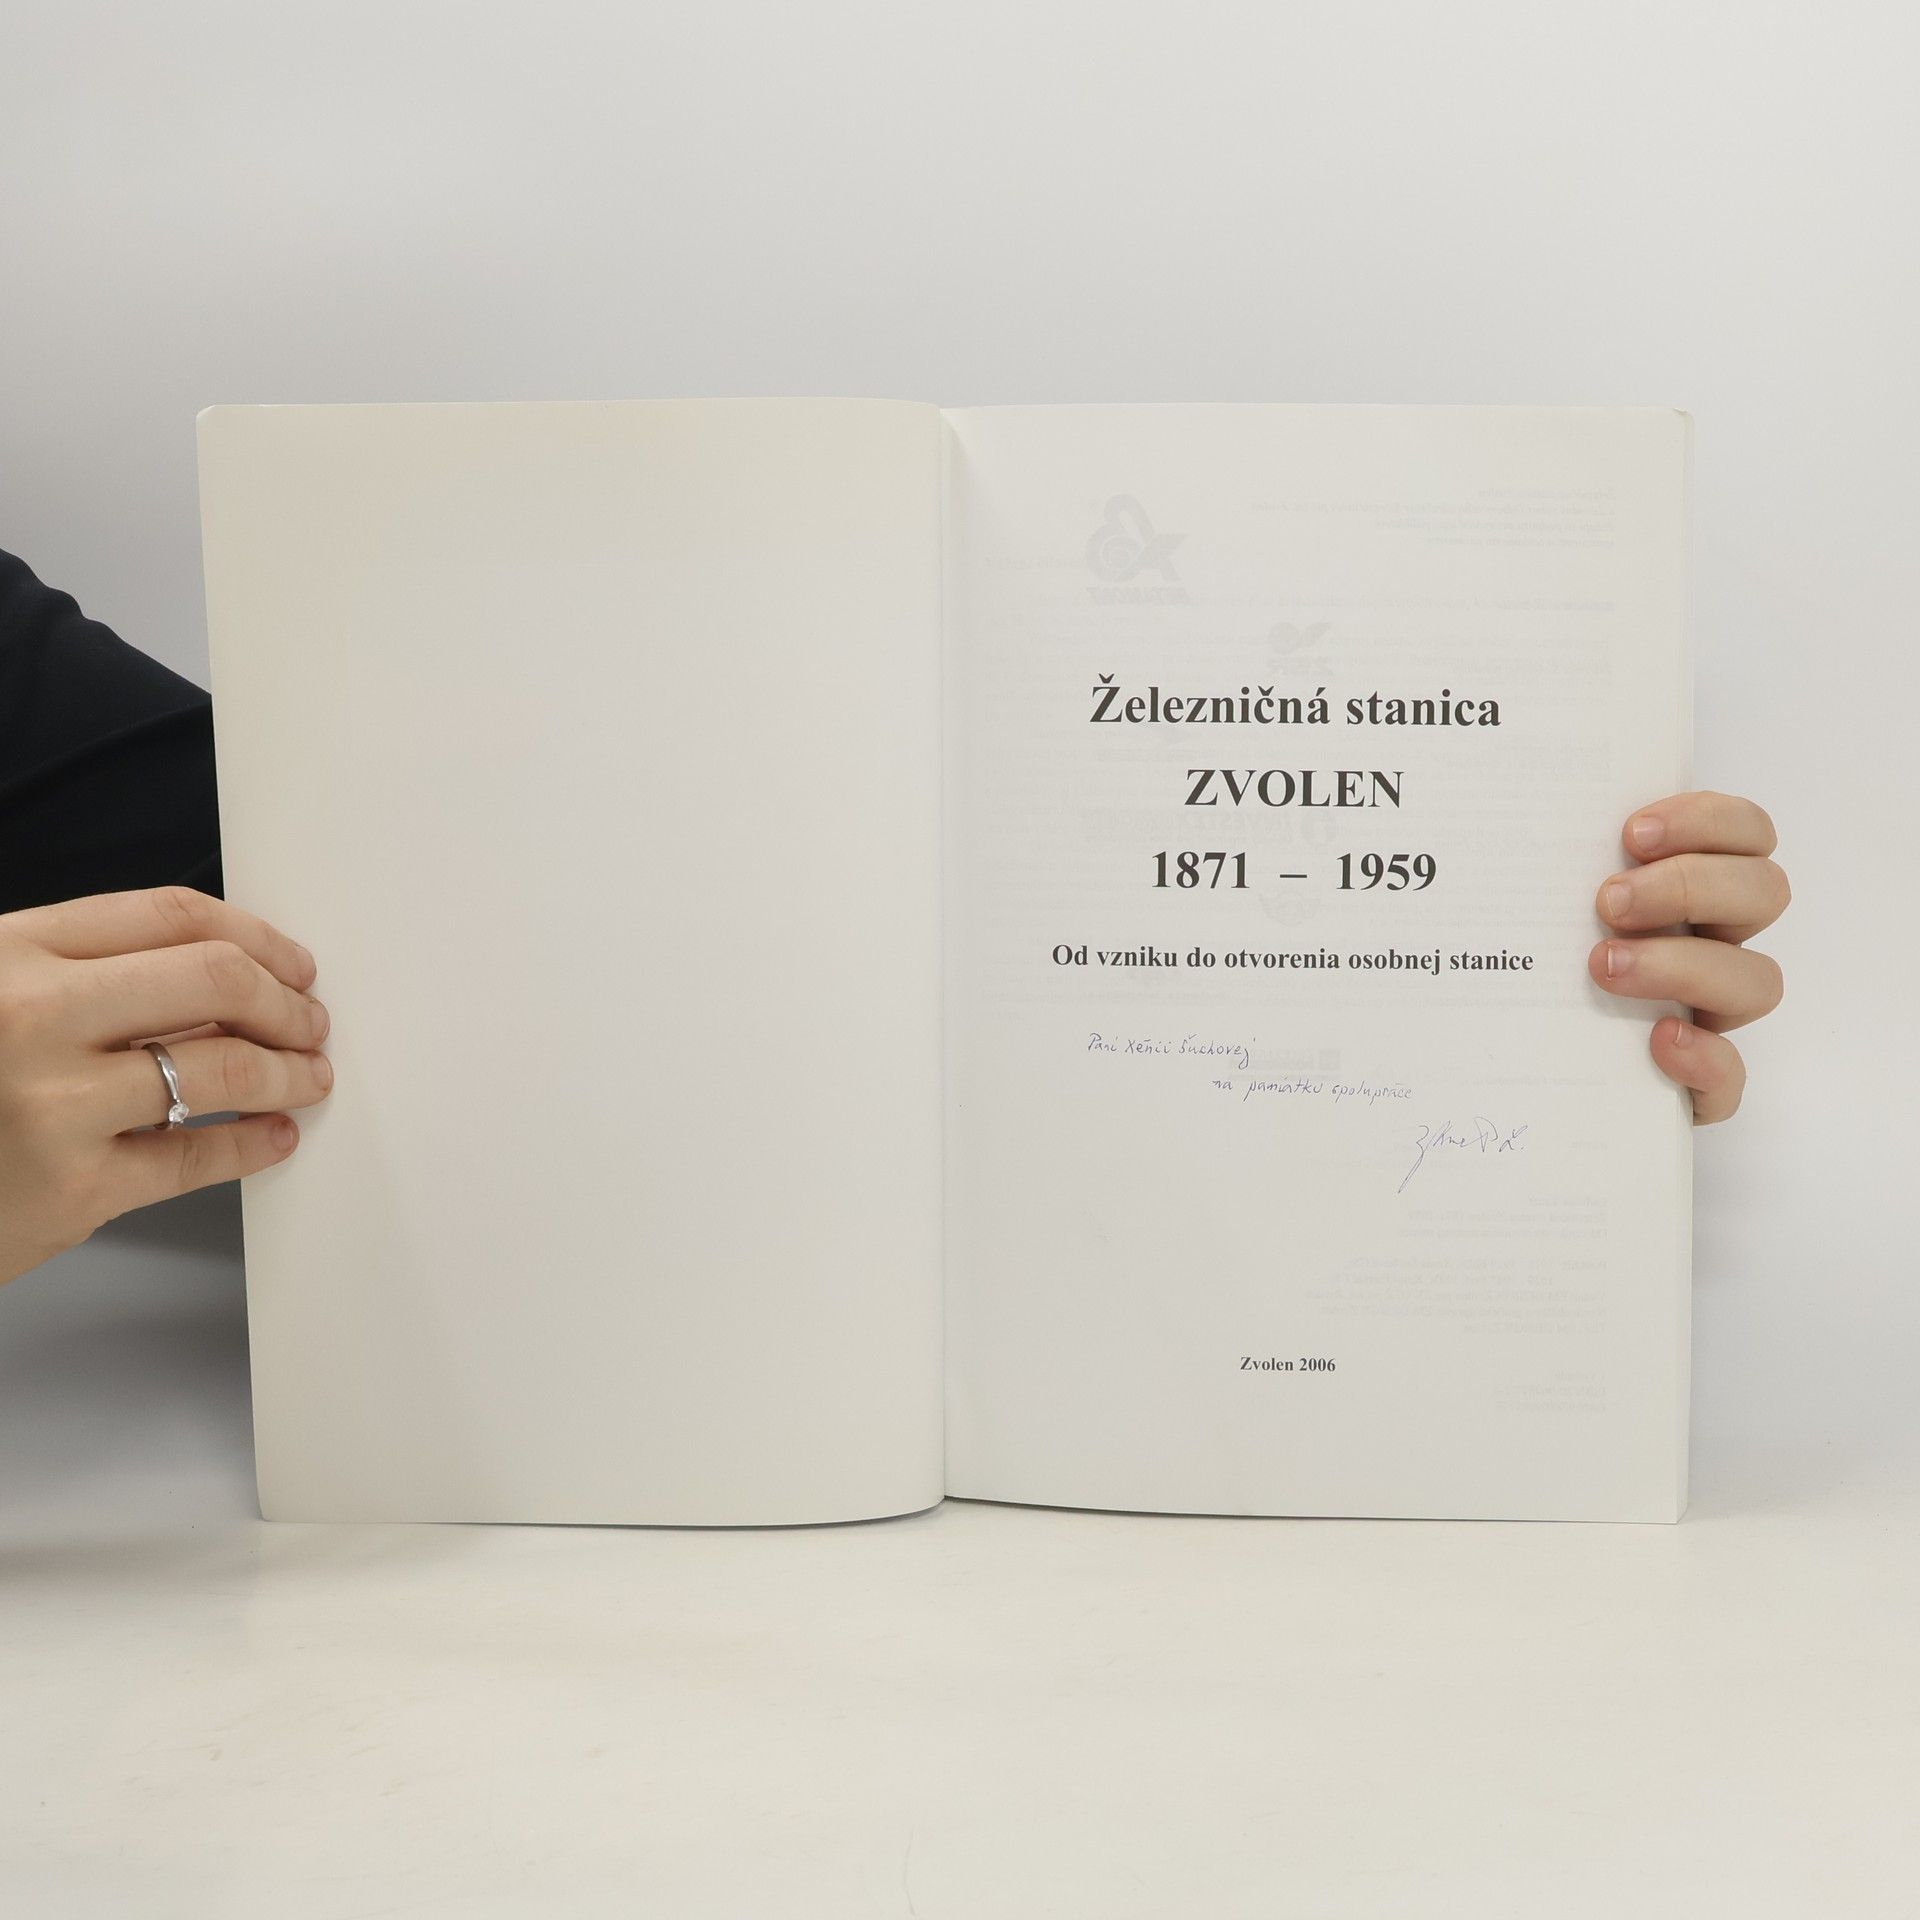 Železničná stanica
ZVOLEN
1871 – 1959
Od vzniku do otvorenia osobnej stanice
Pani Xénii Šuchovej
na pamiatku spolupráce
Zvolen 2006